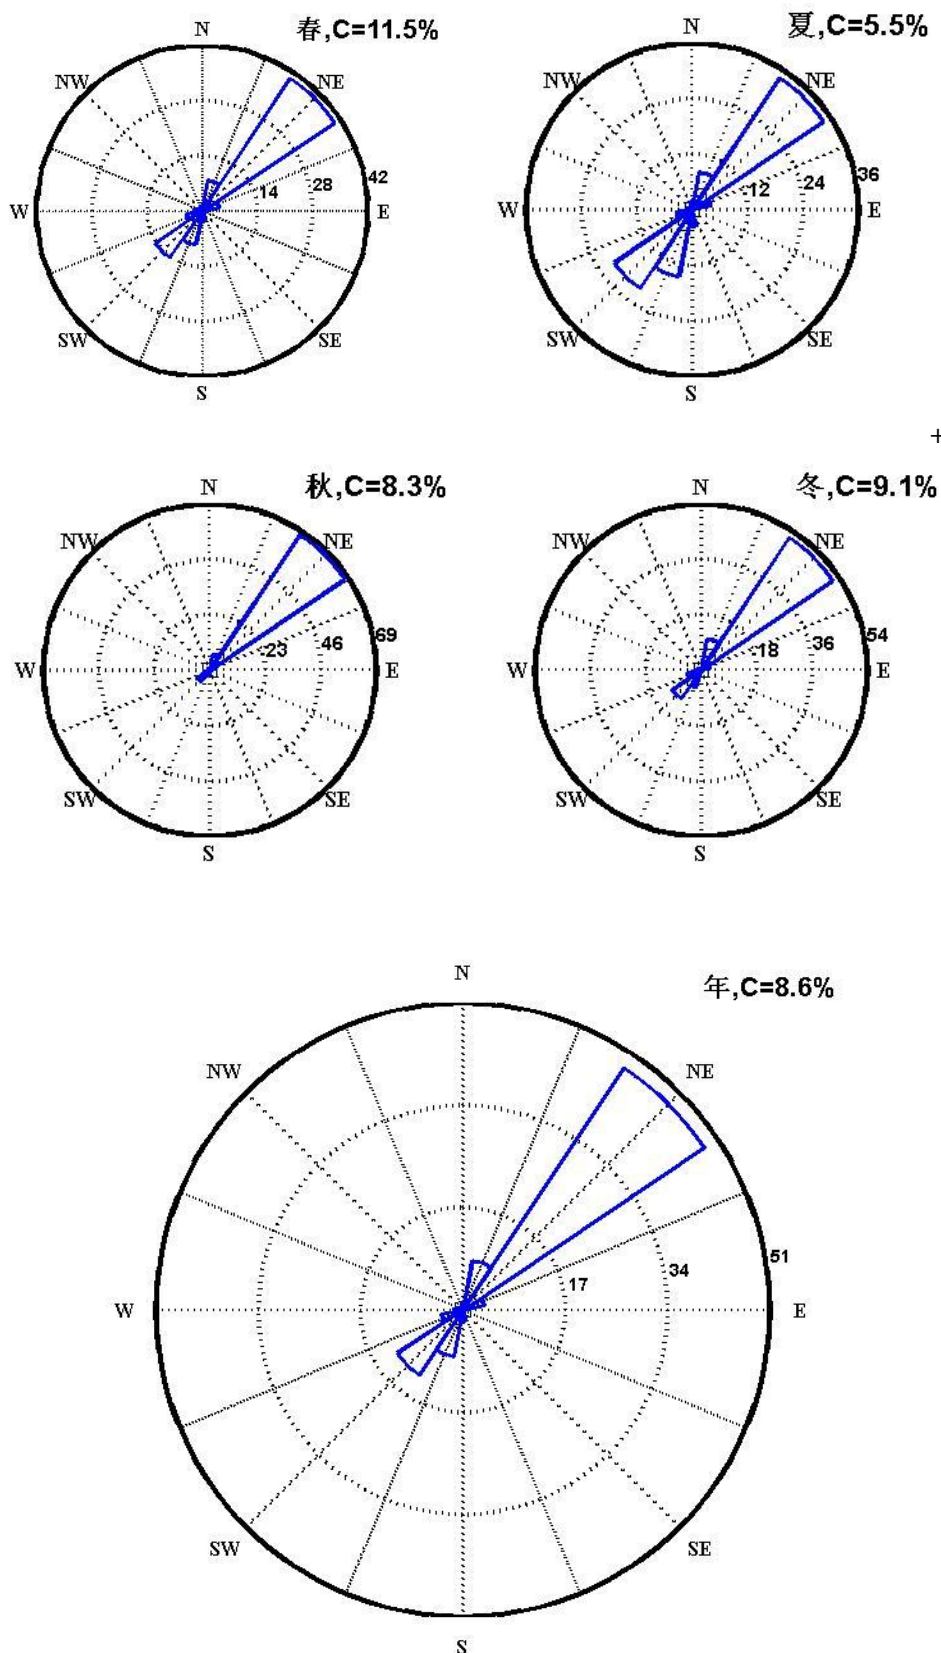 春,C=11.5%
N
NW
NE
W
14
28
42
E
SW
SE
S
夏,C=5.5%
N
NW
NE
W
12
24
36
E
SW
SE
S
+
秋,C=8.3%
N
NW
NE
W
23
46
69
E
SW
SE
S
冬,C=9.1%
N
NW
NE
W
18
36
54
E
SW
SE
S
年,C=8.6%
N
NW
NE
W
17
34
51
E
SW
SE
S